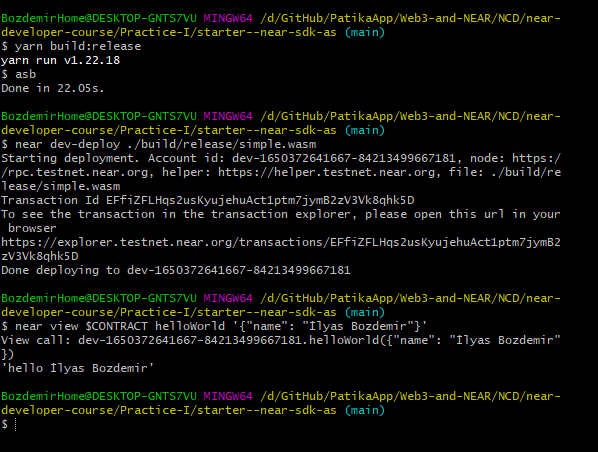 BozdemirHome@DESKTOP-GNTS7VU MINGW64 /d/GitHub/PatikaApp/Web3-and-NEAR/NCD/near-
developer-course/Practice-I/starter--near-sdk-as (main)
$ yarn build:release
yarn run v1.22.18
$ asb
Done in 22.05s.
BozdemirHome@DESKTOP-GNTS7VU MINGW64 /d/GitHub/PatikaApp/Web3-and-NEAR/NCD/near-
developer-course/Practice-I/starter--near-sdk-as (main)
$ near dev-deploy ./build/release/simple.wasm
Starting deployment. Account id: dev-1650372641667-84213499667181, node: https:/
/rpc.testnet.near.org, helper: https://helper.testnet.near.org, file: ./build/re
lease/simple.wasm
Transaction Id EFfiZFLHqs2usKyujehuAct1ptm7jymB2zV3Vk8qhk5D
To see the transaction in the transaction explorer, please open this url in your
 browser
https://explorer.testnet.near.org/transactions/EFfiZFLHqs2usKyujehuAct1ptm7jymB2
zV3Vk8qhk5D
Done deploying to dev-1650372641667-84213499667181
BozdemirHome@DESKTOP-GNTS7VU MINGW64 /d/GitHub/PatikaApp/Web3-and-NEAR/NCD/near-
developer-course/Practice-I/starter--near-sdk-as (main)
$ near view $CONTRACT helloWorld '{"name": "İlyas Bozdemir"}'
View call: dev-1650372641667-84213499667181.helloWorld({"name": "İlyas Bozdemir"
})
'hello İlyas Bozdemir'
BozdemirHome@DESKTOP-GNTS7VU MINGW64 /d/GitHub/PatikaApp/Web3-and-NEAR/NCD/near-
developer-course/Practice-I/starter--near-sdk-as (main)
$